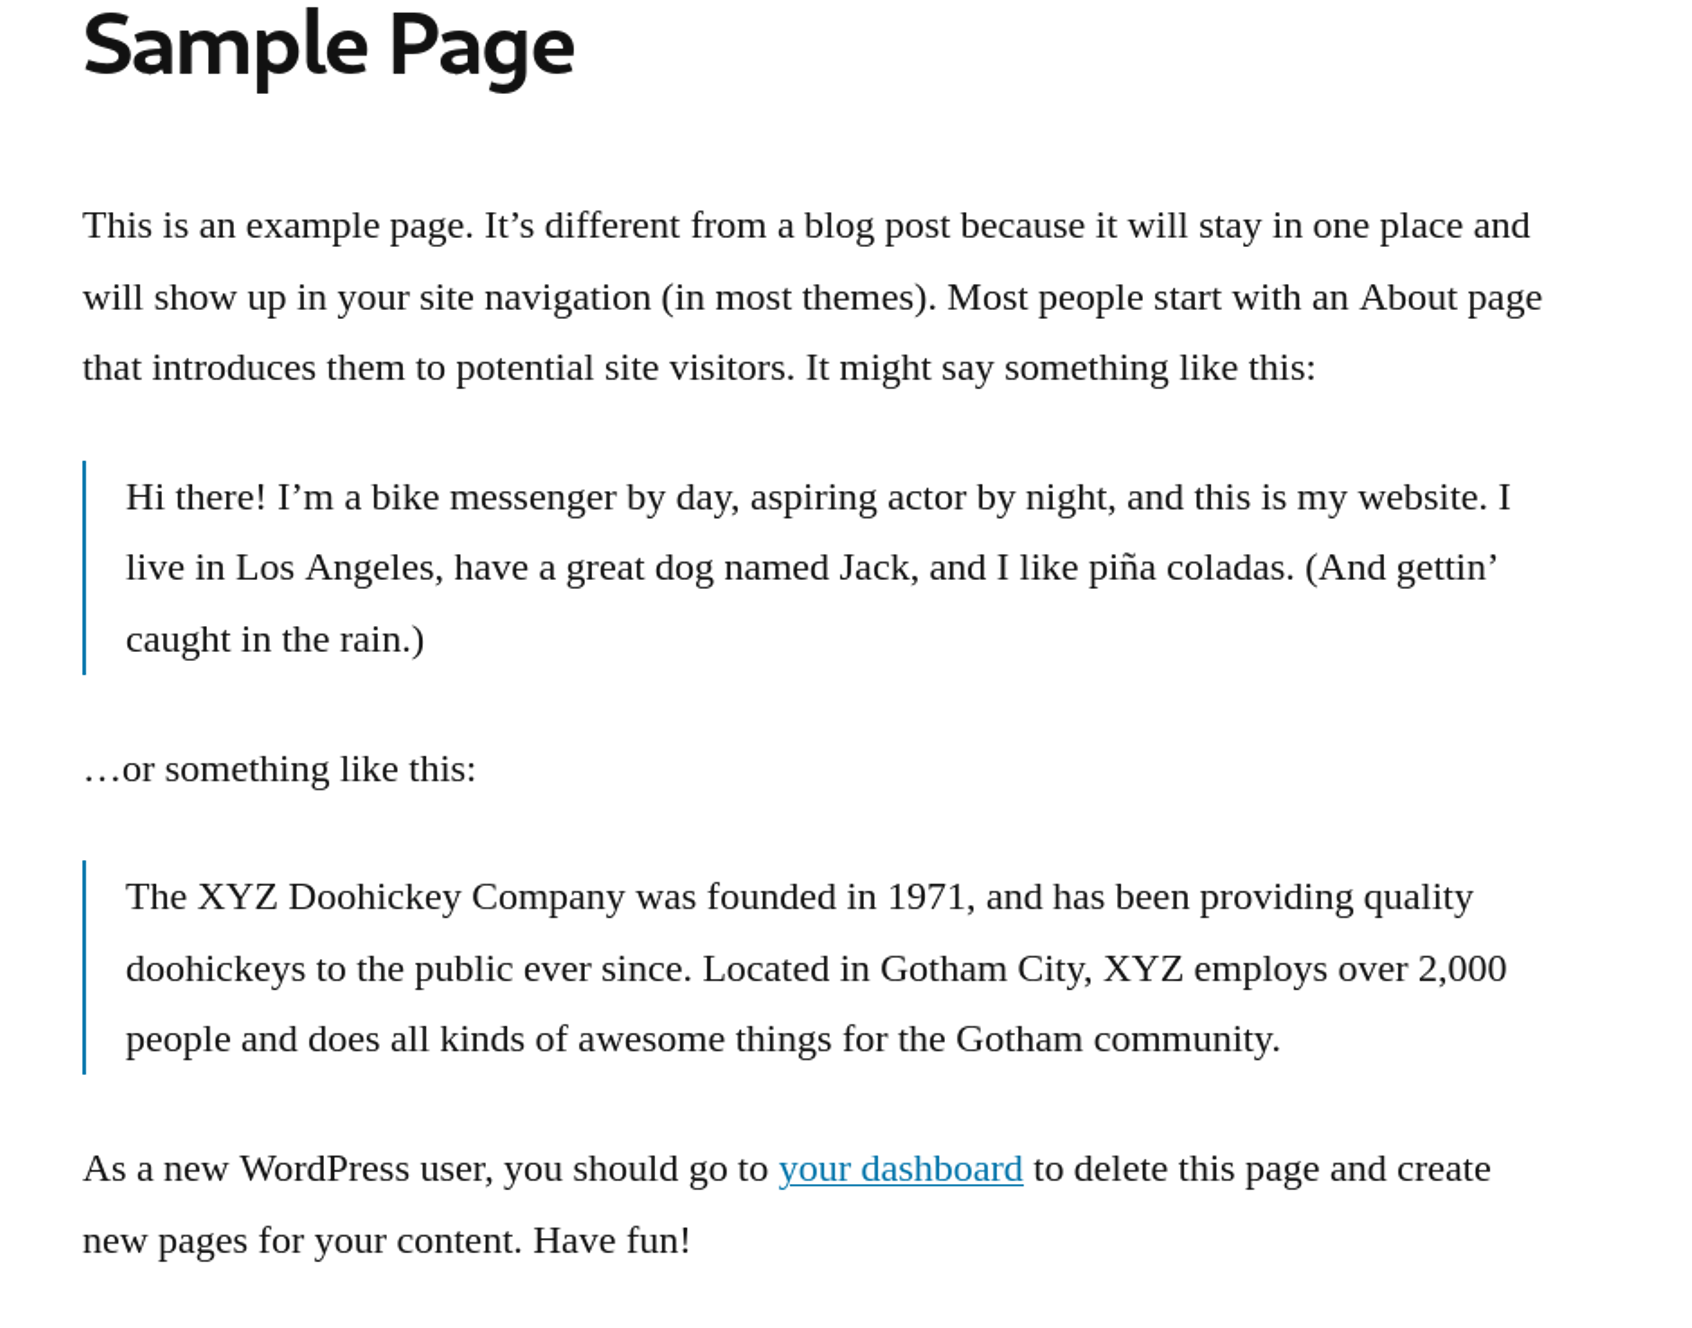 Sample Page
This is an example page. It’s different from a blog post because it will stay in one place and
will show up in your site navigation (in most themes). Most people start with an About page
that introduces them to potential site visitors. It might say something like this:
Hi there! I’m a bike messenger by day, aspiring actor by night, and this is my website. I
live in Los Angeles, have a great dog named Jack, and I like piña coladas. (And gettin’
caught in the rain.)
…or something like this:
The XYZ Doohickey Company was founded in 1971, and has been providing quality
doohickeys to the public ever since. Located in Gotham City, XYZ employs over 2,000
people and does all kinds of awesome things for the Gotham community.
As a new WordPress user, you should go to your dashboard to delete this page and create
new pages for your content. Have fun!